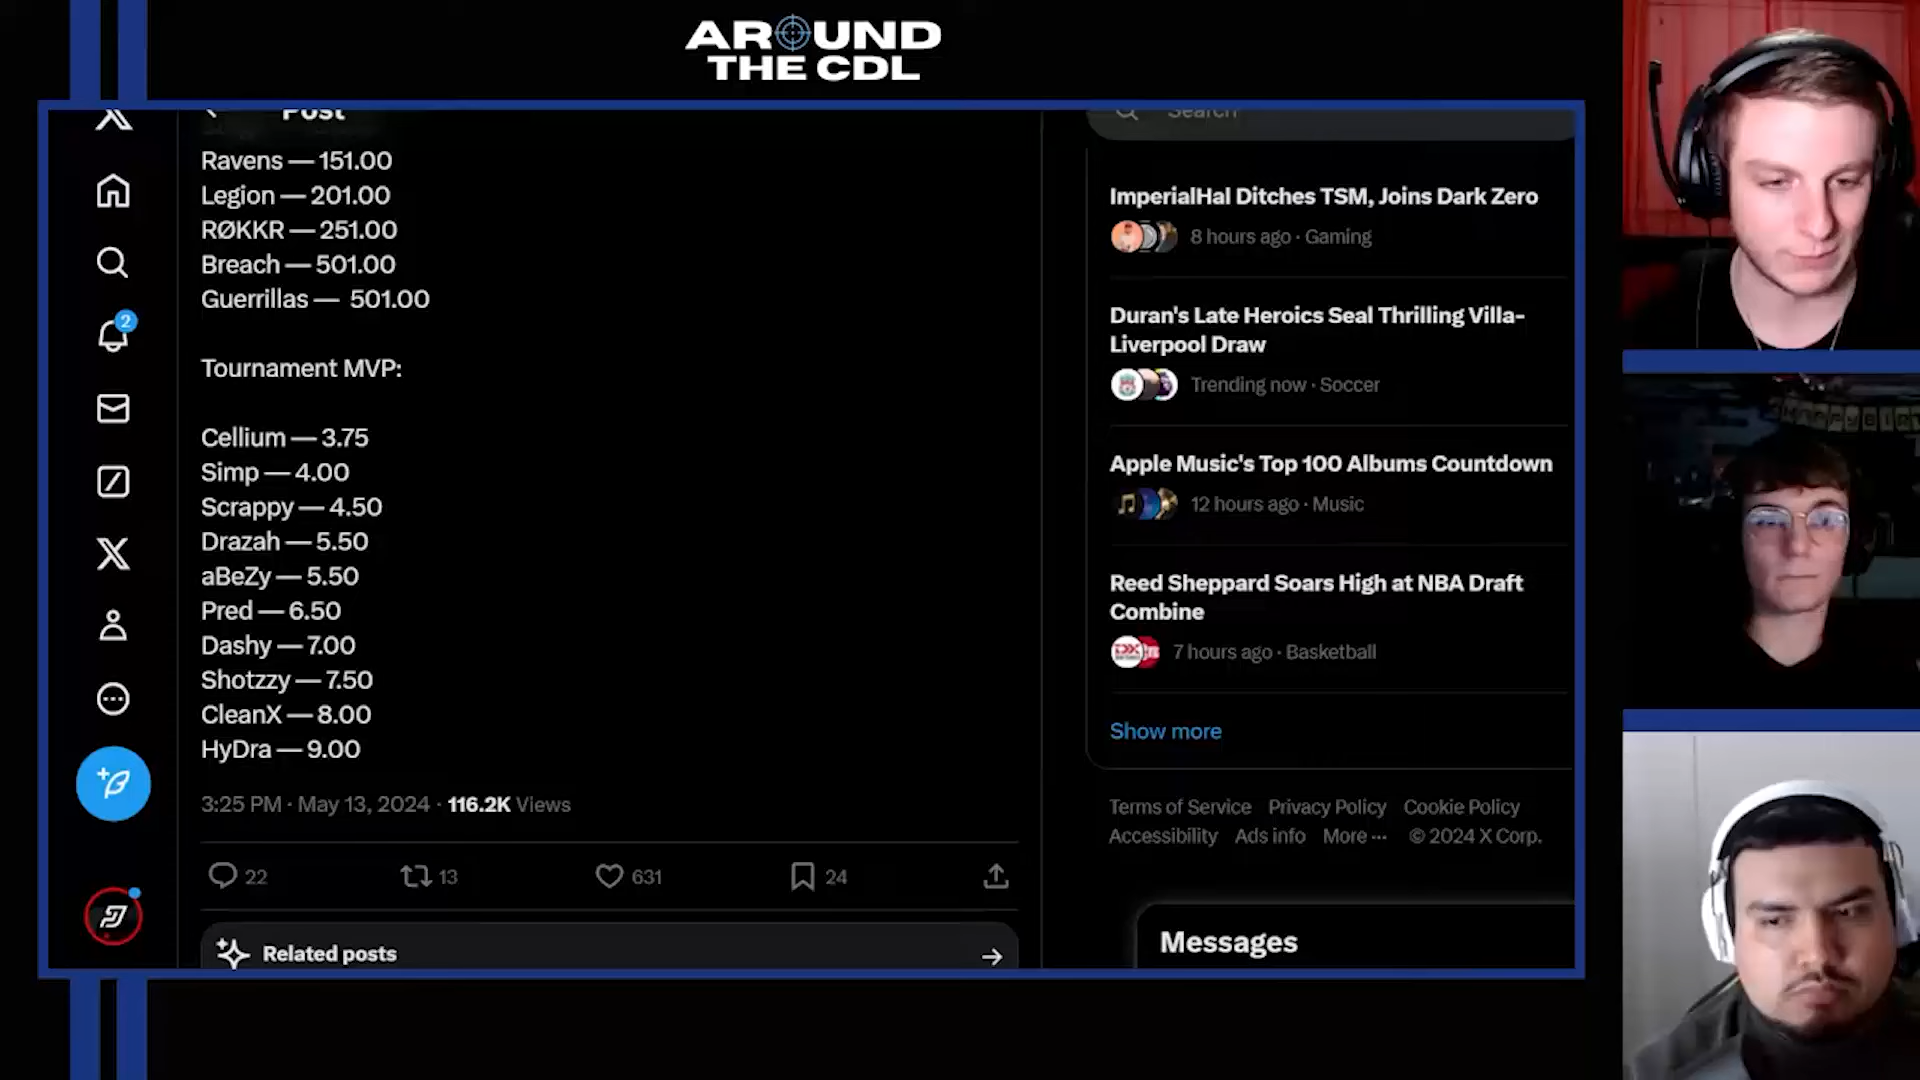 AROUND
THE CDL
Post
Search
Ravens — 151.00
Legion — 201.00
RØKKR — 251.00
Breach — 501.00
Guerrillas — 501.00
Tournament MVP:
Cellium — 3.75
Simp — 4.00
Scrappy — 4.50
Drazah — 5.50
aBeZy — 5.50
Pred — 6.50
Dashy — 7.00
Shotzzy — 7.50
CleanX — 8.00
HyDra — 9.00
3:25 PM · May 13, 2024 · 116.2K Views
22 13 631 24
Related posts
2
ImperialHal Ditches TSM, Joins Dark Zero
8 hours ago · Gaming
Duran's Late Heroics Seal Thrilling Villa-
Liverpool Draw
Trending now · Soccer
Apple Music's Top 100 Albums Countdown
12 hours ago · Music
Reed Sheppard Soars High at NBA Draft
Combine
7 hours ago · Basketball
Show more
Terms of Service Privacy Policy Cookie Policy
Accessibility Ads info More ··· © 2024 X Corp.
Messages